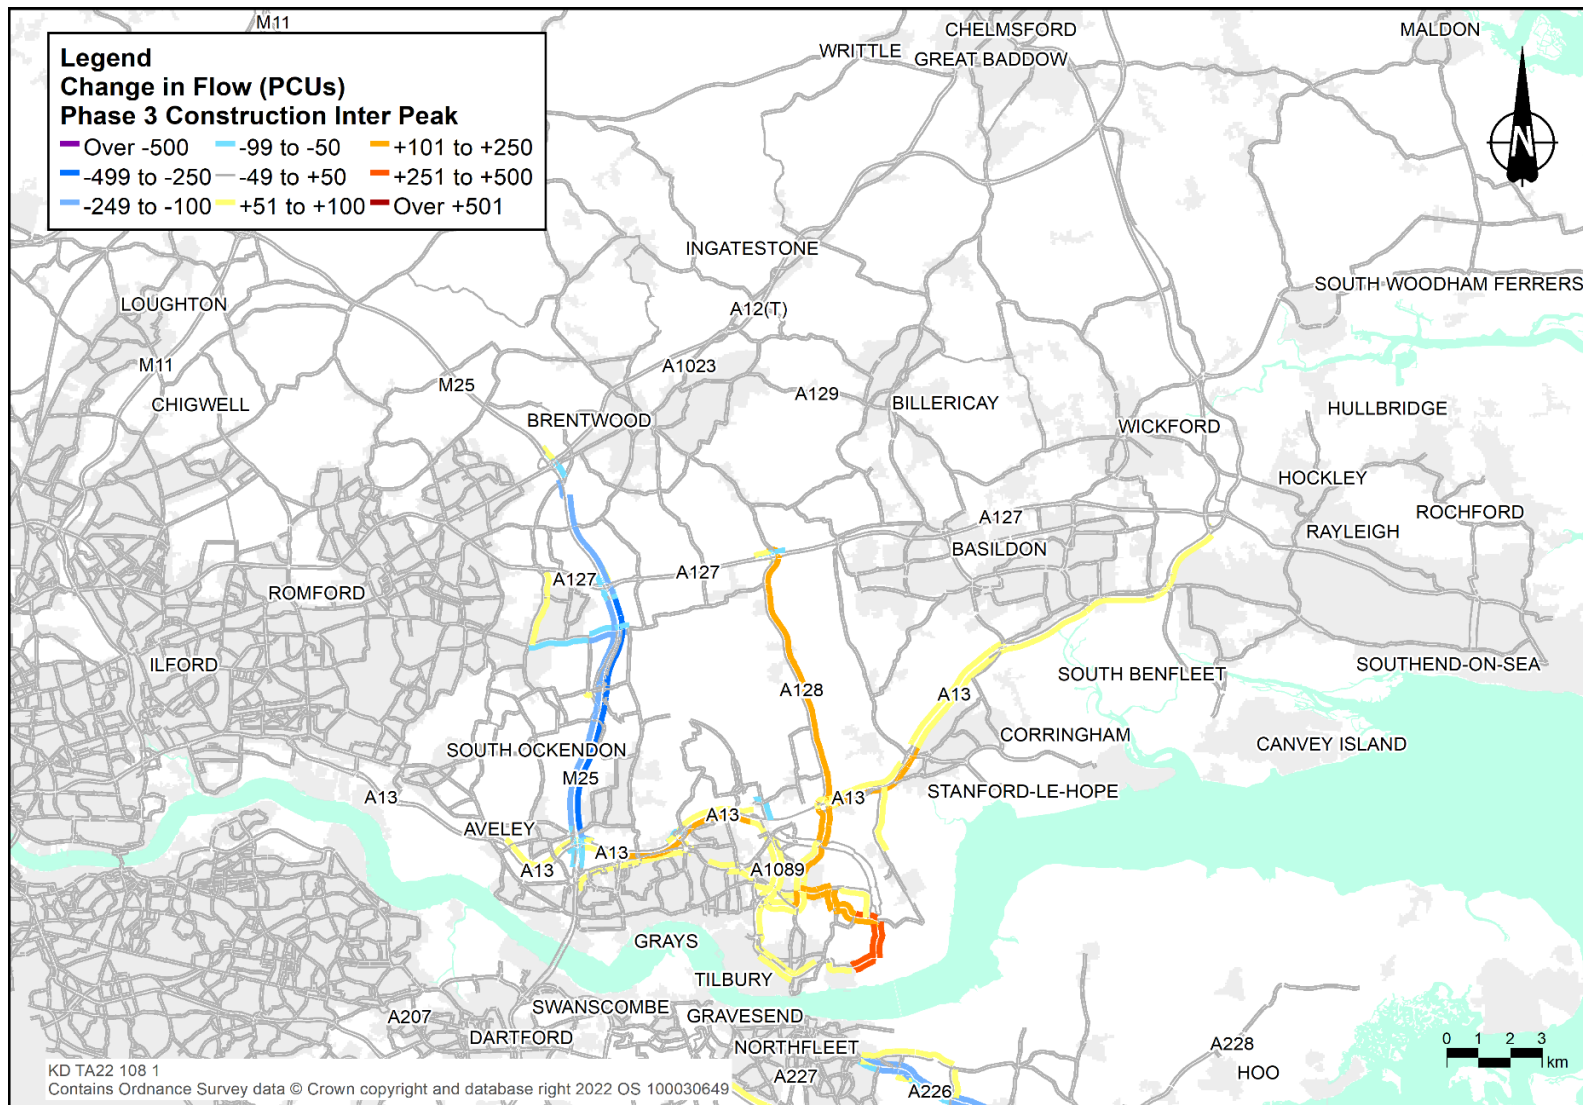 M11
CHELMSFORD
MALDON
WRITTLE
GREAT BADDOW
Legend
Change in Flow (PCUs)
Phase 3 Construction Inter Peak
Over -500
-99 to -50
+101 to +250
-499 to -250
-49 to +50
+251 to +500
-249 to -100
+51 to +100
Over +501
N
INGATESTONE
SOUTH WOODHAM FERRERS
LOUGHTON
A12(T)
M11
A1023
M25
A129
CHIGWELL
BILLERICAY
HULLBRIDGE
BRENTWOOD
WICKFORD
HOCKLEY
ROCHFORD
A127
RAYLEIGH
BASILDON
A127
A127
ROMFORD
ILFORD
SOUTHEND-ON-SEA
SOUTH BENFLEET
A128
A13
CORRINGHAM
CANVEY ISLAND
SOUTH OCKENDON
M25
STANFORD-LE-HOPE
A13
A13
A13
AVELEY
A13
A13
A1089
GRAYS
TILBURY
SWANSCOMBE
A207
GRAVESEND
DARTFORD
NORTHFLEET
A228
HOO
A227
A226
0 1 2 3
km
KD TA22 108 1
Contains Ordnance Survey data © Crown copyright and database right 2022 OS 100030649